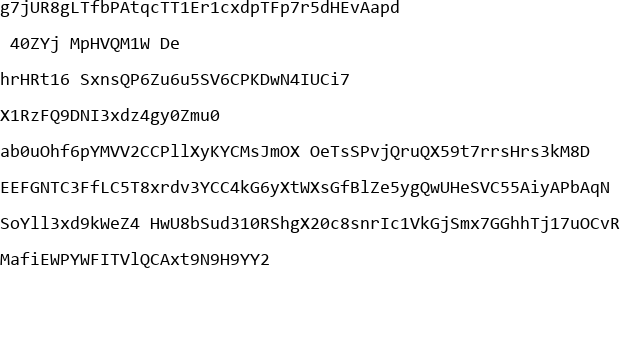 g7jUR8gLTfbPAtqcTT1Er1cxdpTFp7r5dHEvAapd
40ZYj MpHVQM1W De
hrHRt16 SxnsQP6Zu6u5SV6CPKDwN4IUCi7
X1RzFQ9DNI3xdz4gy0Zmu0
ab0uOhf6pYMVV2CCPllXyKYCMsJmOX OeTsSPvjQruQX59t7rrsHrs3kM8D
EEFGNTC3FfLC5T8xrdv3YCC4kG6yXtWXsGfBlZe5ygQwUHeSVC55AiyAPbAqN
SoYll3xd9kWeZ4 HwU8bSud310RShgX20c8snrIc1VkGjSmx7GGhhTj17uOCvR
MafiEWPYWFITVlQCAxt9N9H9YY2